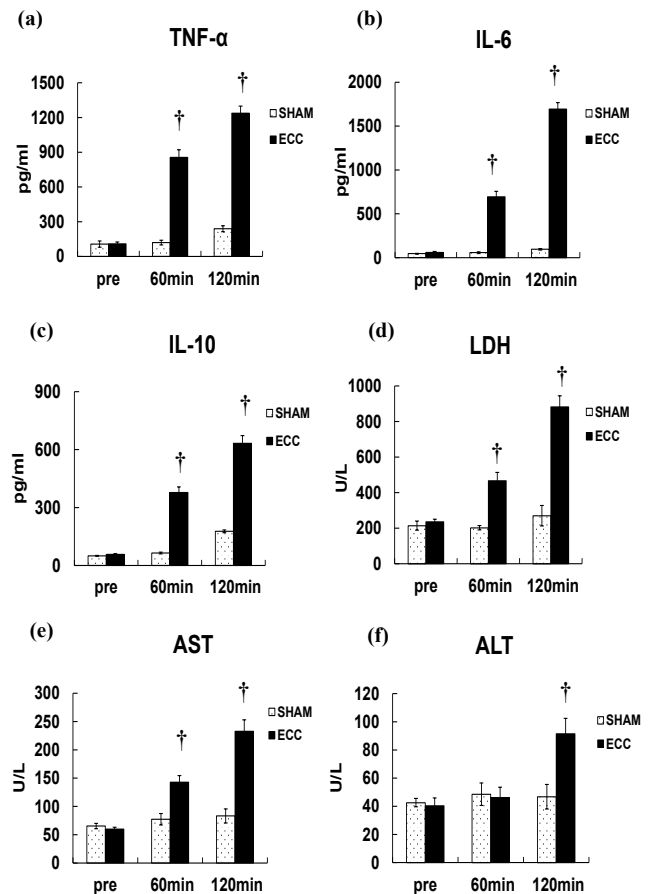 (a)
TNF-α
1500
1200
900
600
300
0
pg/ml
pre 60min 120min
† †
SHAM
ECC
(b)
IL-6
2000
1500
1000
500
0
pg/ml
pre 60min 120min
† †
SHAM
ECC
(c)
IL-10
900
600
300
0
pg/ml
pre 60min 120min
† †
SHAM
ECC
(d)
LDH
1000
800
600
400
200
0
U/L
pre 60min 120min
† †
SHAM
ECC
(e)
AST
300
250
200
150
100
50
0
U/L
pre 60min 120min
† †
SHAM
ECC
(f)
ALT
120
100
80
60
40
20
0
U/L
pre 60min 120min
†
SHAM
ECC